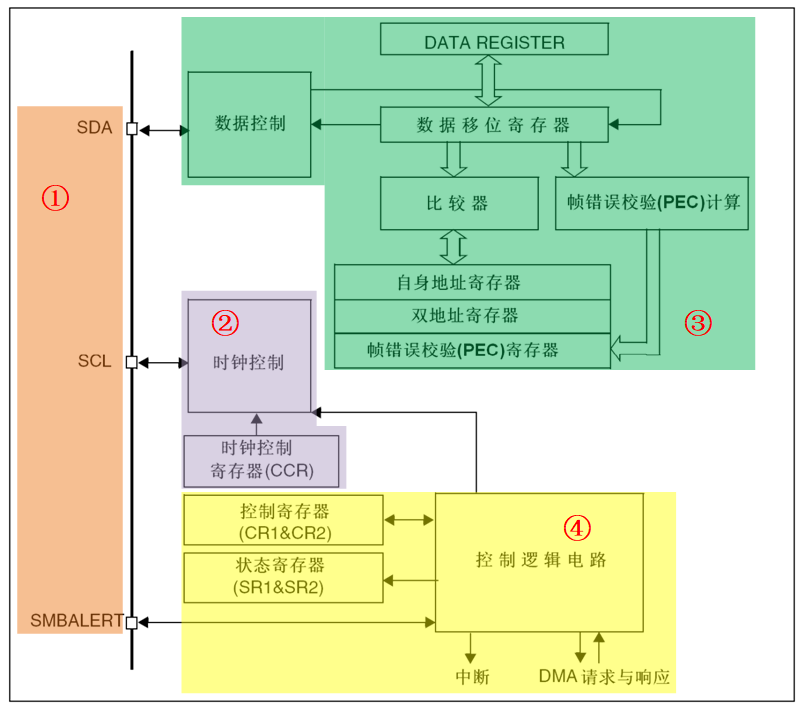 DATA REGISTER
SDA
数据控制
数据移位寄存器
①
比较器
帧错误校验(PEC)计算
自身地址寄存器
双地址寄存器
②
③
帧错误校验(PEC)寄存器
SCL
时钟控制
时钟控制
寄存器(CCR)
控制寄存器
(CR1&CR2)
④
控制逻辑电路
状态寄存器
(SR1&SR2)
SMBALERT
中断
DMA 请求与响应